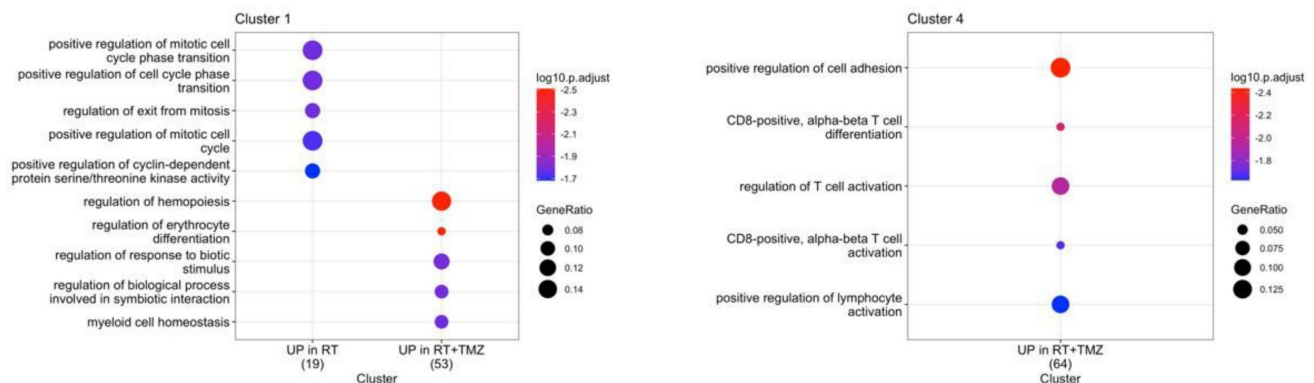 Cluster 1
positive regulation of mitotic cell
cycle phase transition
positive regulation of cell cycle phase
transition
regulation of exit from mitosis
positive regulation of mitotic cell
cycle
positive regulation of cyclin-dependent
protein serine/threonine kinase activity
regulation of hemopoiesis
regulation of erythrocyte
differentiation
regulation of response to biotic
stimulus
regulation of biological process
involved in symbiotic interaction
myeloid cell homeostasis
UP in RT
(19)
UP in RT+TMZ
(53)
Cluster
log10.p.adjust
-2.5
-2.3
-2.1
-1.9
-1.7
GeneRatio
0.08
0.10
0.12
0.14
Cluster 4
positive regulation of cell adhesion
CD8-positive, alpha-beta T cell
differentiation
regulation of T cell activation
CD8-positive, alpha-beta T cell
activation
positive regulation of lymphocyte
activation
UP in RT+TMZ
(64)
Cluster
log10.p.adjust
-2.4
-2.2
-2.0
-1.8
GeneRatio
0.050
0.075
0.100
0.125